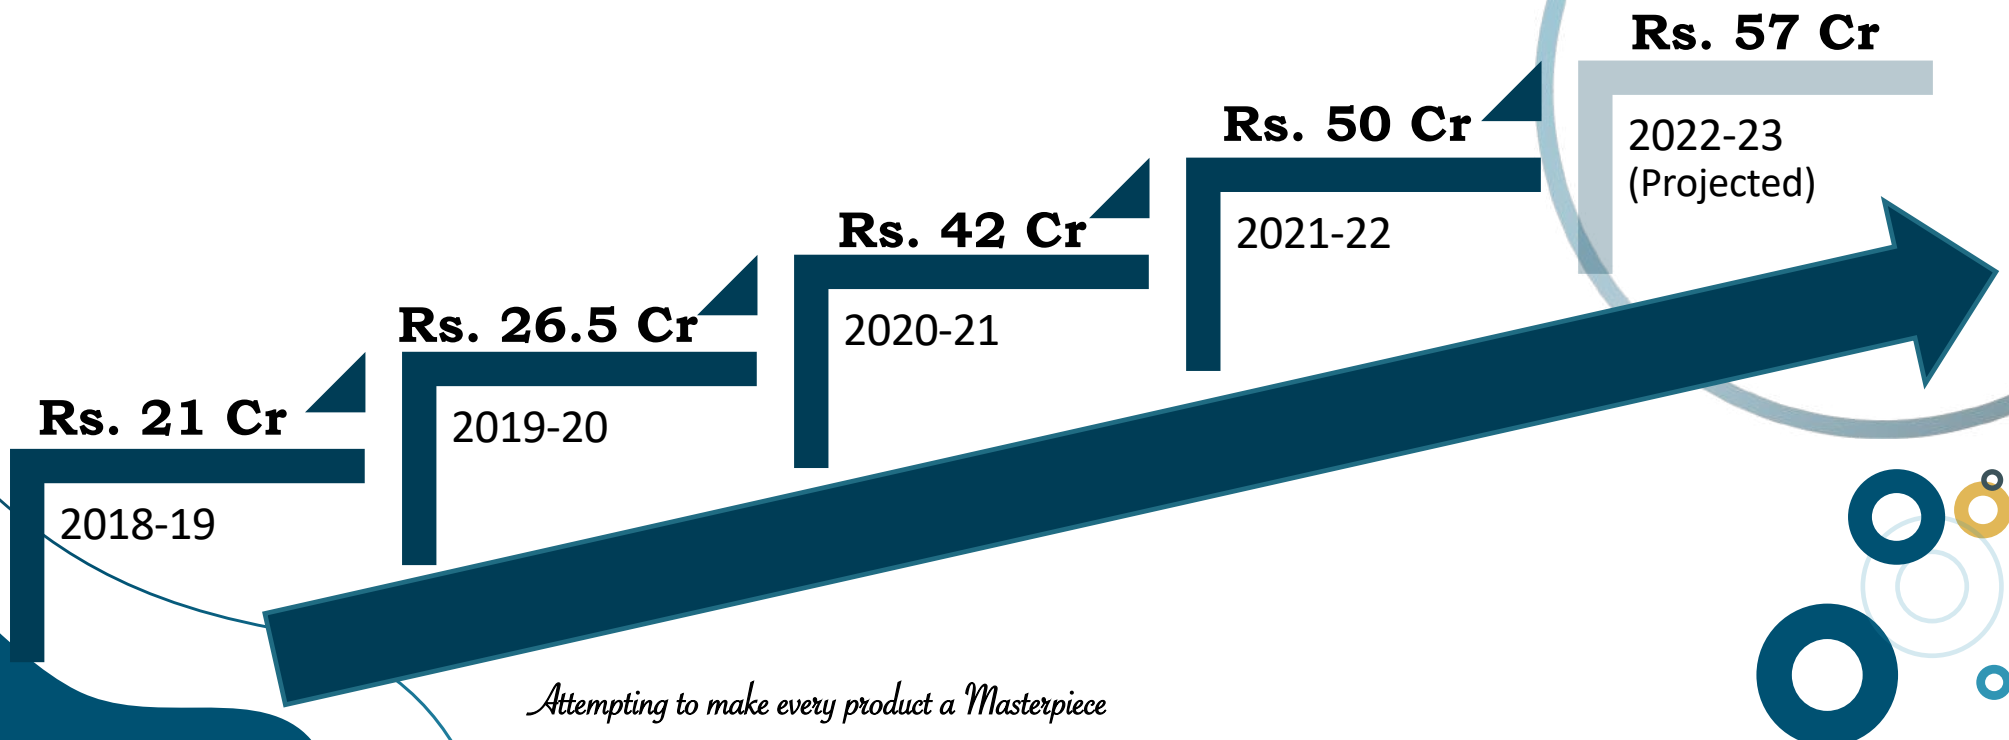 Rs. 21 Cr
2018-19
Rs. 26.5 Cr
2019-20
Rs. 42 Cr
2020-21
Rs. 50 Cr
2021-22
Rs. 57 Cr
2022-23
(Projected)
Attempting to make every product a Masterpiece